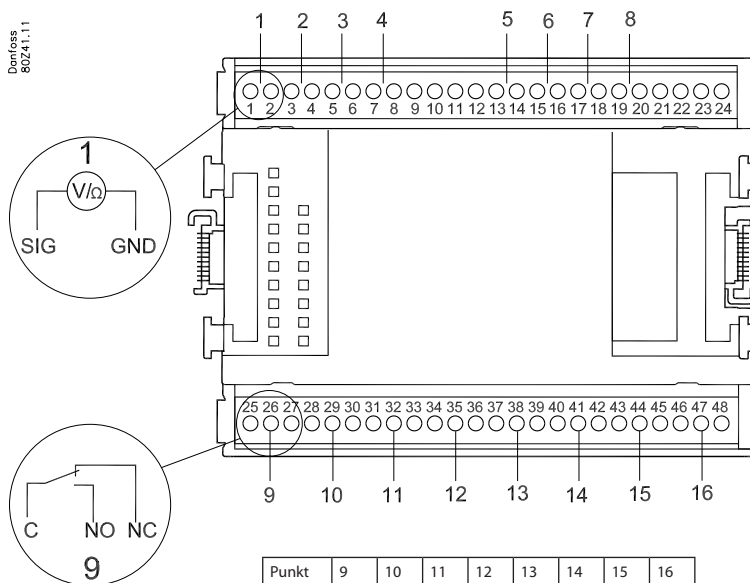 Danfoss
80Z41.11
1 2 3 4 5 6 7 8
1 2 3 4 5 6 7 8 9 10 11 12 13 14 15 16 17 18 19 20 21 22 23 24
1
V/Ω
SIG GND
25 26 27 28 29 30 31 32 33 34 35 36 37 38 39 40 41 42 43 44 45 46 47 48
9 10 11 12 13 14 15 16
C NO NC
9
Punkt 9 10 11 12 13 14 15 16